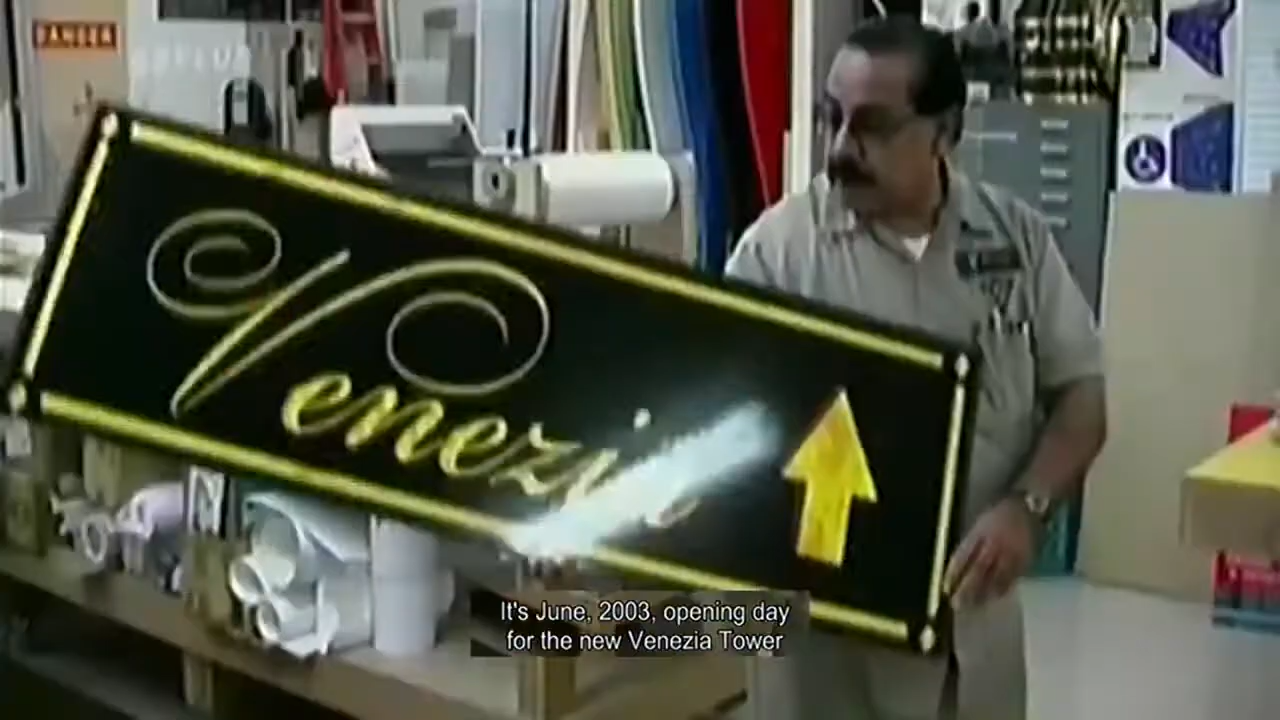 DANGER
Venezia
It's June, 2003, opening day
for the new Venezia Tower